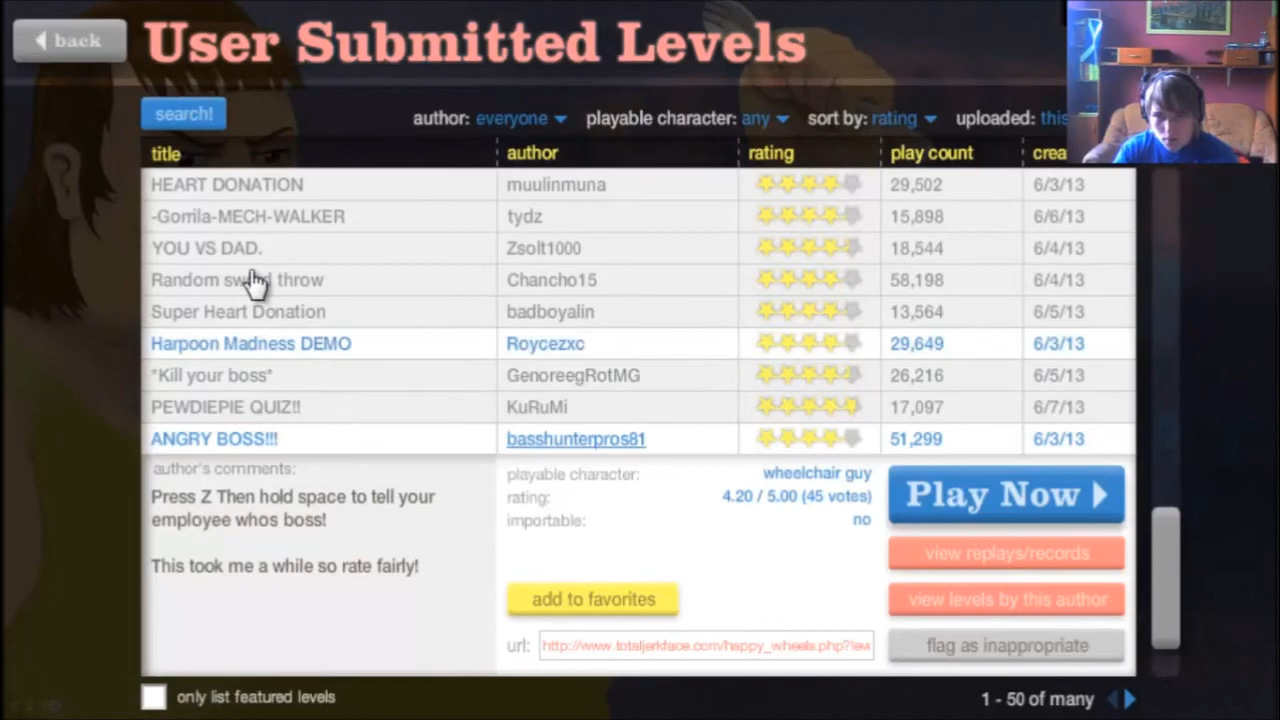 back
User Submitted Levels
search!
author: everyone playable character: any sort by: rating uploaded: this
title author rating play count crea
HEART DONATION muulinmuna 29,502 6/3/13
-Gorrila-MECH-WALKER tydz 15,898 6/6/13
YOU VS DAD. Zsolt1000 18,544 6/4/13
Random throw Chancho15 58,198 6/4/13
Super Heart Donation badboyalin 13,564 6/5/13
Harpoon Madness DEMO Roycezxc 29,649 6/3/13
*Kill your boss* GenoreegRotMG 26,216 6/5/13
PEWDIEPIE QUIZ!! KuRuMi 17,097 6/7/13
ANGRY BOSS!!! basshunterpros81 51,299 6/3/13
author's comments:
Press Z Then hold space to tell your
employee whos boss!
This took me a while so rate fairly!
playable character: wheelchair guy
rating: 4.20 / 5.00 (45 votes)
importable: no
add to favorites
url: http://www.totaljerkface.com/happy_wheels.php?lev
Play Now
view replays/records
view levels by this author
flag as inappropriate
only list featured levels
1 - 50 of many